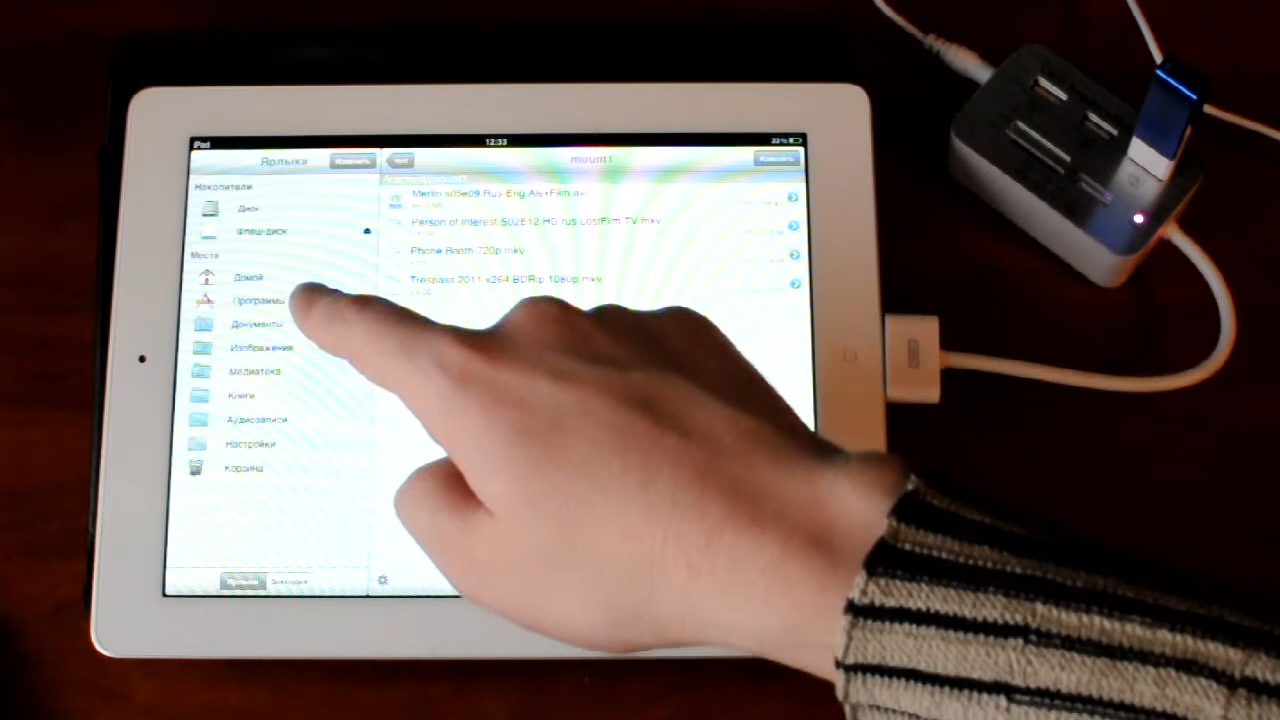 iPad 12:33 33%
Ярлыки Изменить
mount1 Изменить
Накопители
Диск
Флеш-диск
Места
Домой
Программы
Документы
Изображения
Медиатека
Книги
Аудиозаписи
Настройки
Корзина
Ярлыки Закладки
Merlin s05e09 Rus Eng AlexFilm.avi
Person of Interest S02E12 HD rus LostFilm TV.mkv
Phone Booth 720p.mkv
Trespass 2011 x264 BDRip 1080p.mkv